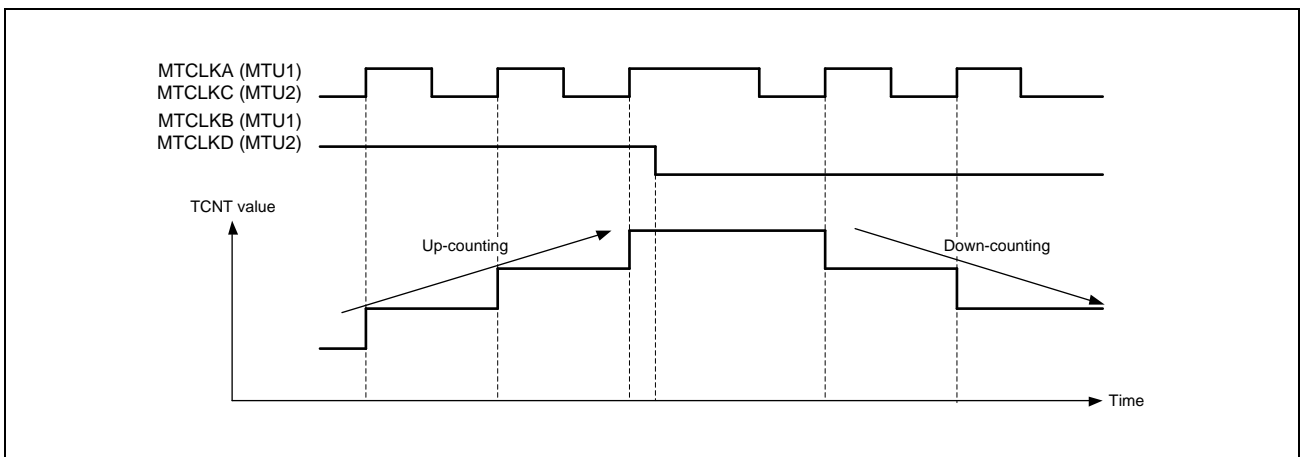 MTCLKA (MTU1)
MTCLKC (MTU2)
MTCLKB (MTU1)
MTCLKD (MTU2)
TCNT value
Up-counting
Down-counting
Time